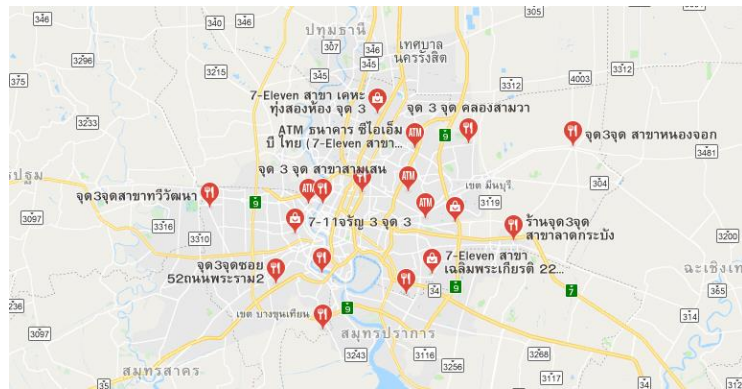 346
340
346
305
ปทุมธานี
307
346
345
เทศบาล
นครรังสิต
3296
3215
345
3312
3312
375
4003
7-Eleven สาขา เคหะ
ทุ่งสองห้อง จุด 3
จุด 3 จุด คลองสามวา
3233
ATM ธนาคาร ซีไอเอ็ม
บี ไทย (7-Eleven สาขา...
ATM
9
จุด3จุด สาขาหนองจอก
3481
จุด 3 จุด สาขาสามเสน
ATM
ATM
เขต มีนบุรี
304
จุด3จุดสาขาทวีวัฒนา
9
ATM
3119
3097
3316
7-11จรัญ 3 จุด 3
ร้านจุด3จุด
สาขาลาดกระบัง
3310
3200
จุด3จุดซอย
52ถนนพระราม2
7-Eleven สาขา
เฉลิมพระเกียรติ 22...
ฉะเชิงเท
34
9
7
365
เขต บางขุนเทียน
9
314
3097
สมุทรปราการ
สมุทรสาคร
3243
3116
3256
3268
331
35
3117
34